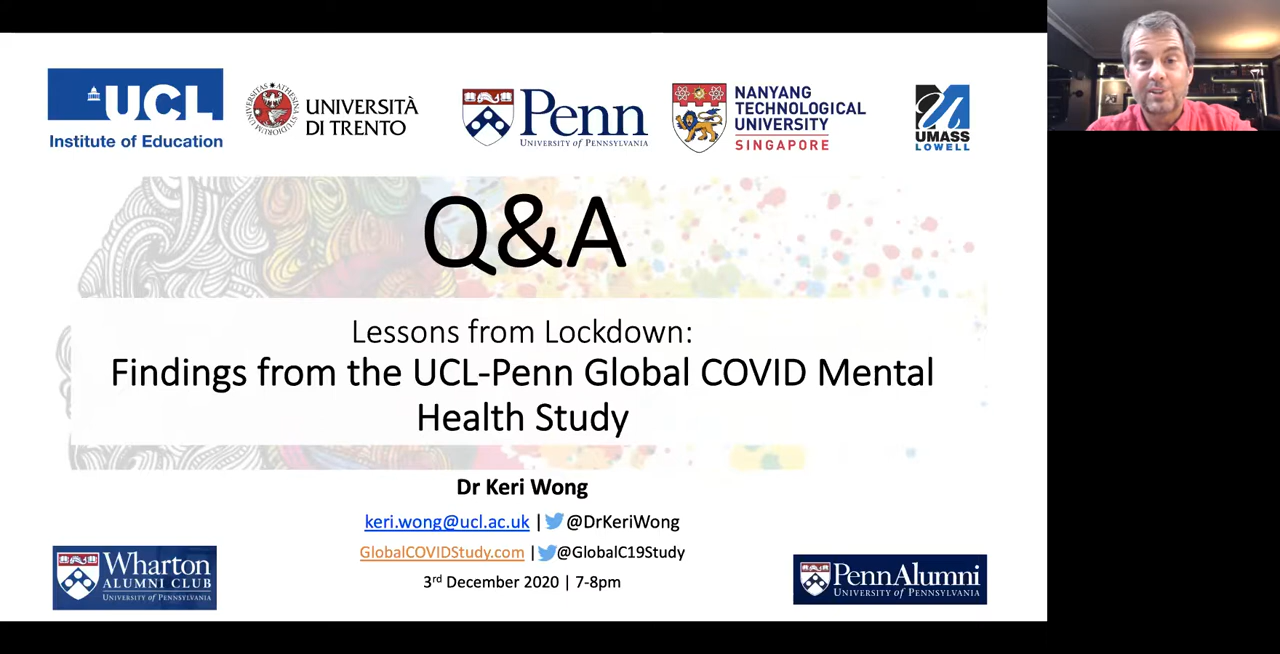 UCL
Institute of Education
UNIVERSITÀ
DI TRENTO
Penn
UNIVERSITY OF PENNSYLVANIA
NANYANG
TECHNOLOGICAL
UNIVERSITY
SINGAPORE
UMASS
LOWELL
Q&A
Lessons from Lockdown:
Findings from the UCL-Penn Global COVID Mental
Health Study
Dr Keri Wong
keri.wong@ucl.ac.uk | @DrKeriWong
GlobalCOVIDStudy.com | @GlobalC19Study
3rd December 2020 | 7-8pm
Wharton
ALUMNI CLUB
UNIVERSITY of PENNSYLVANIA
Penn Alumni
UNIVERSITY of PENNSYLVANIA